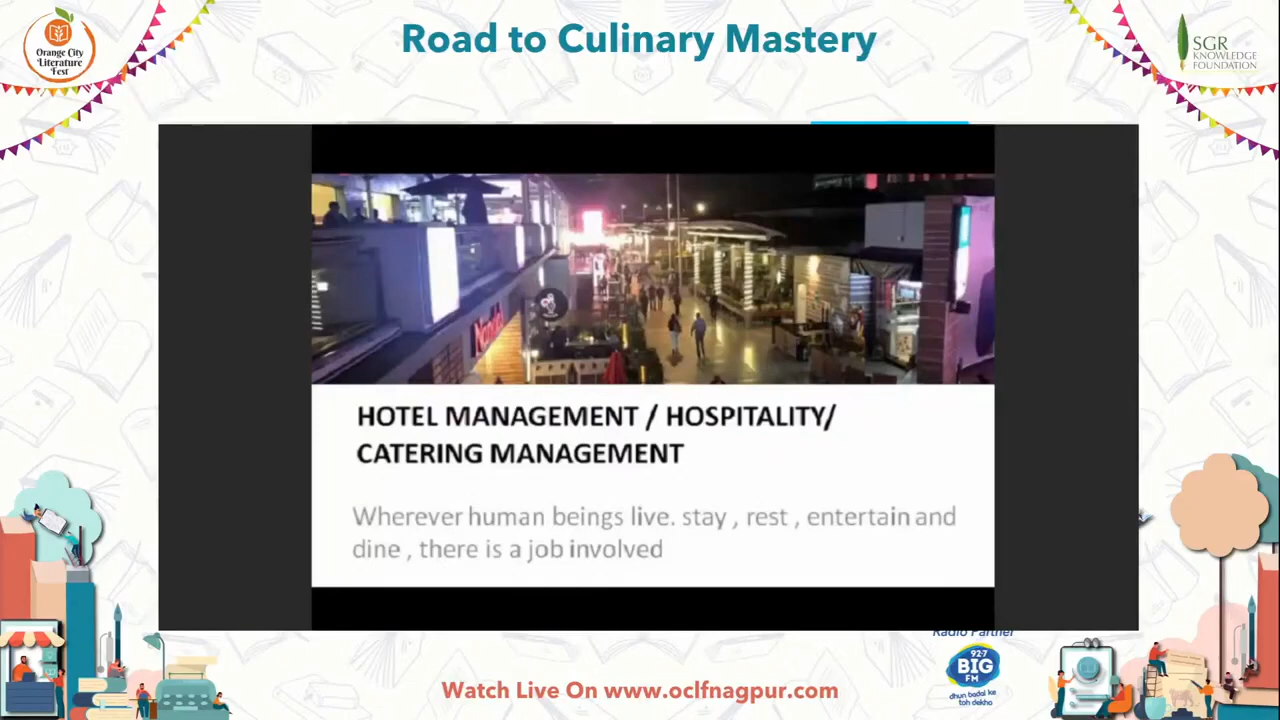 Road to Culinary Mastery
Orange City
Literature
Fest
SGR
KNOWLEDGE
FOUNDATION
HOTEL MANAGEMENT / HOSPITALITY/
CATERING MANAGEMENT
Wherever human beings live. stay , rest , entertain and
dine , there is a job involved
Radio Partner
92.7
BIG
FM
dhun badal ke
toh dekho
Watch Live On www.oclfnagpur.com